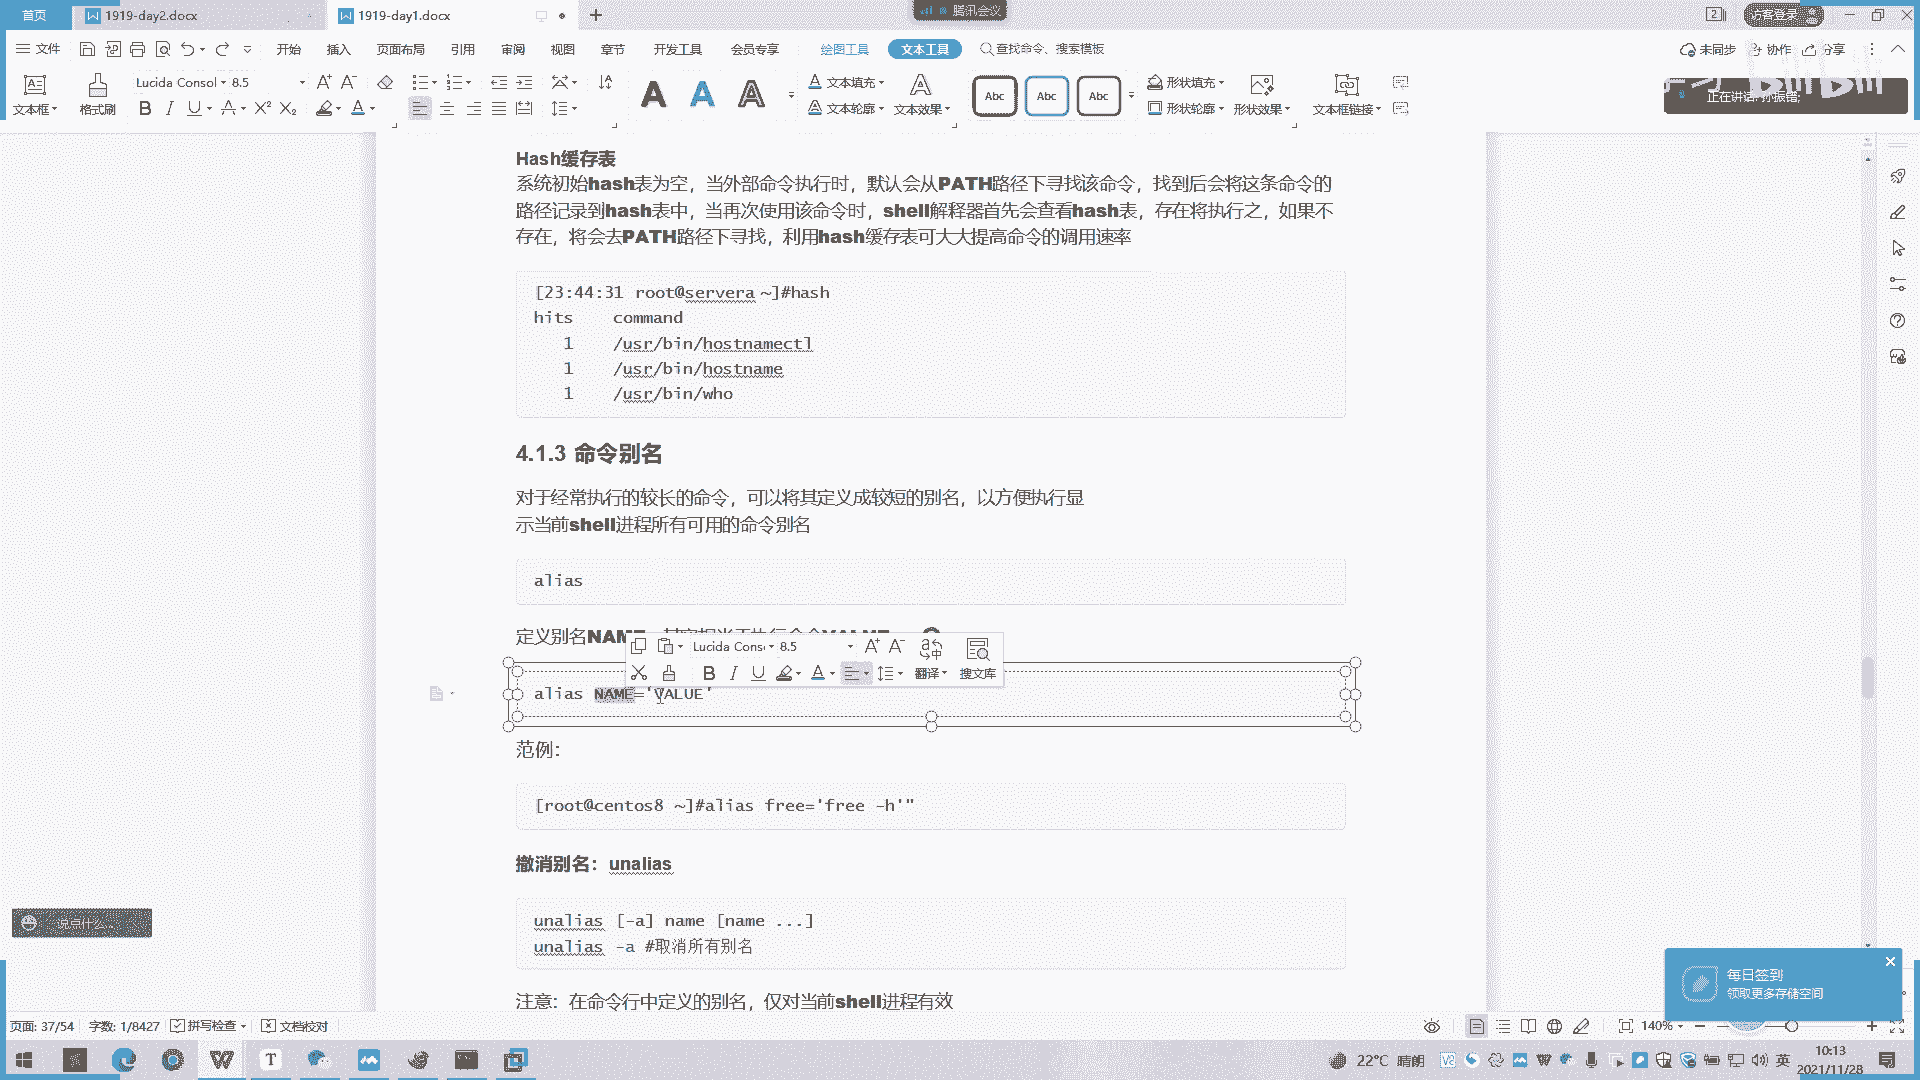 首页 1919-day2.docx 1919-day1.docx 腾讯会议 访客登录
文件 开始 插入 页面布局 引用 审阅 视图 章节 开发工具 会员专享 绘图工具 文本工具 查找命令、搜索模板 未同步 协作 分享
Lucida Consol 8.5 文本填充 形状填充
文本框 格式刷 Abc Abc Abc 文本轮廓 文本效果 形状轮廓 形状效果 文本框链接
正在讲话:
bilibili
Hash缓存表
系统初始hash表为空，当外部命令执行时，默认会从PATH路径下寻找该命令，找到后会将这条命令的
路径记录到hash表中，当再次使用该命令时，shell解释器首先会查看hash表，存在将执行之，如果不
存在，将会去PATH路径下寻找，利用hash缓存表可大大提高命令的调用速率
[23:44:31 root@servera ~]#hash
hits command
1 /usr/bin/hostnamectl
1 /usr/bin/hostname
1 /usr/bin/who
4.1.3 命令别名
对于经常执行的较长的命令，可以将其定义成较短的别名，以方便执行显
示当前shell进程所有可用的命令别名
alias
定义别名NAME
Lucida Cons 8.5
翻译 搜文库
alias NAME='VALUE'
范例：
[root@centos8 ~]#alias free='free -h'"
撤消别名：unalias
unalias [-a] name [name ...]
unalias -a #取消所有别名
注意：在命令行中定义的别名，仅对当前shell进程有效
说点什么...
每日签到
领取更多存储空间
页面: 37/54 字数: 1/8427 拼写检查 文档校对 140%
22°C 晴朗 英 10:13
2021/11/28